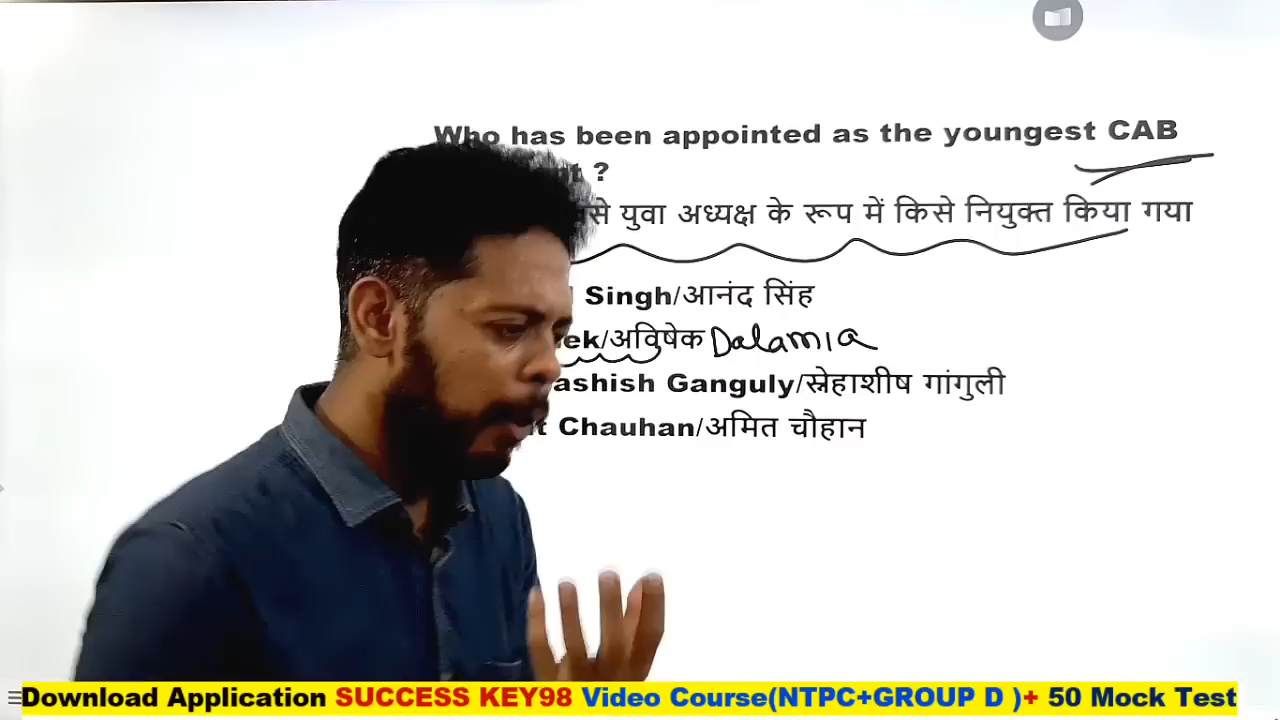 Who has been appointed as the youngest CAB
?
युवा अध्यक्ष के रूप में किसे नियुक्त किया गया
Singh/आनंद सिंह
ek/अविषेक Dalamia
ashish Ganguly/स्नेहाशीष गांगुली
Chauhan/अमित चौहान
Download Application SUCCESS KEY98 Video Course(NTPC+GROUP D )+ 50 Mock Test